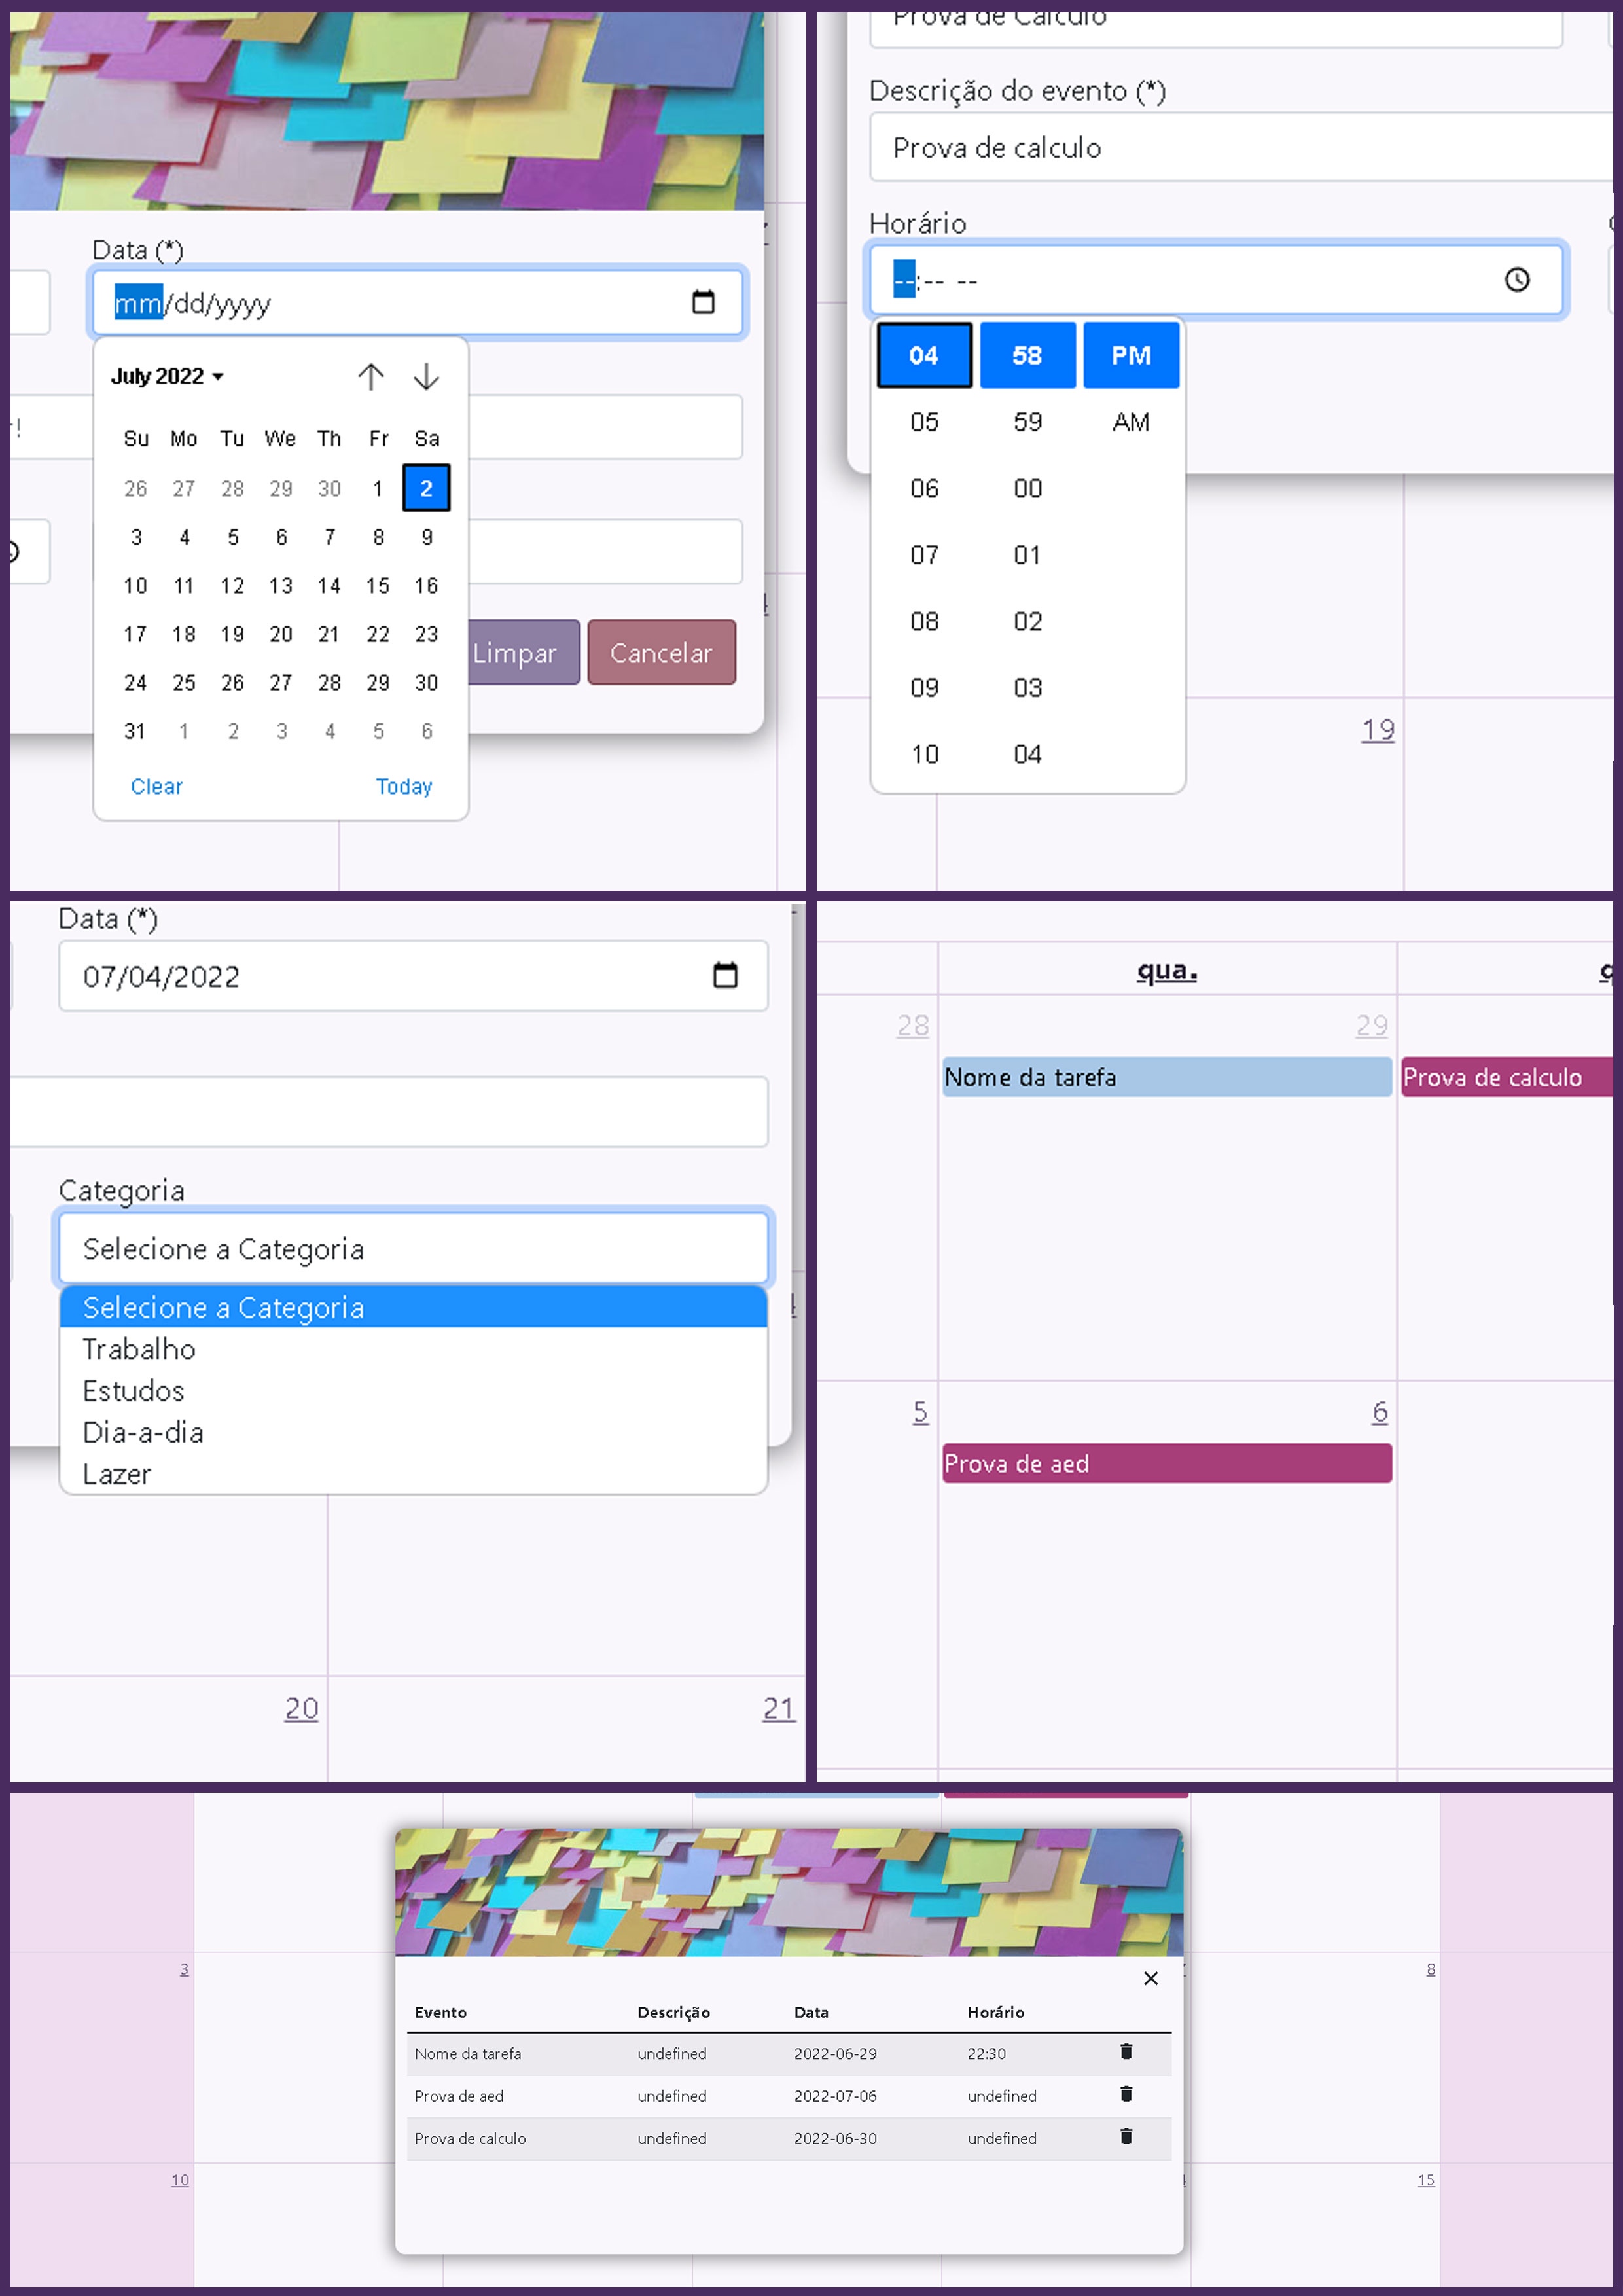 Data (*)
mm/dd/yyyy
July 2022
Su Mo Tu We Th Fr Sa
26 27 28 29 30 1 2
3 4 5 6 7 8 9
10 11 12 13 14 15 16
17 18 19 20 21 22 23
24 25 26 27 28 29 30
31 1 2 3 4 5 6
Clear Today
Limpar Cancelar
Prova de Calculo
Descrição do evento (*)
Prova de calculo
Horário
--:-- --
04 58 PM
05 59 AM
06 00
07 01
08 02
09 03
10 04
19
Data (*)
07/04/2022
Categoria
Selecione a Categoria
Selecione a Categoria
Trabalho
Estudos
Dia-a-dia
Lazer
20 21
qua.
28 29
Nome da tarefa Prova de calculo
5 6
Prova de aed
3 8
10 15
Evento Descrição Data Horário
Nome da tarefa undefined 2022-06-29 22:30
Prova de aed undefined 2022-07-06 undefined
Prova de calculo undefined 2022-06-30 undefined